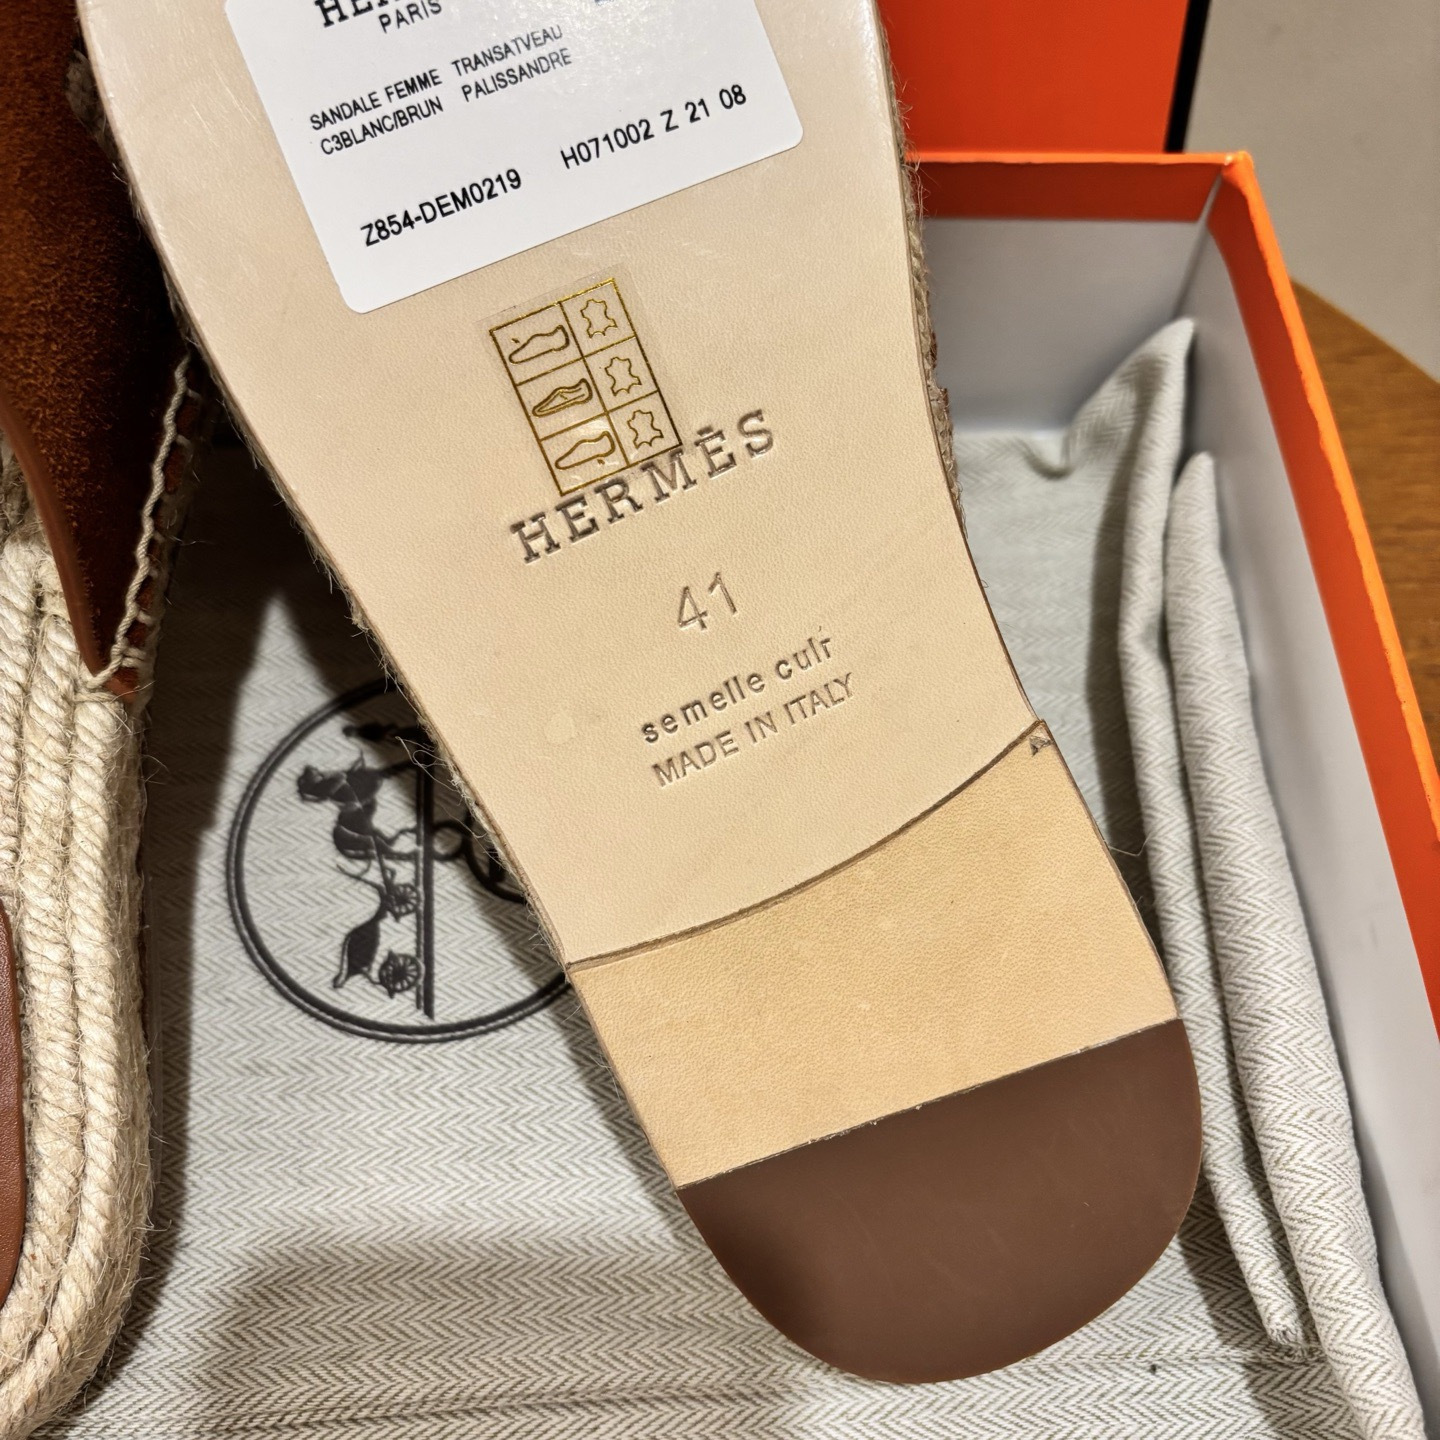 PARIS
SANDALE FEMME TRANSATVEAU
C3BLANC/BRUN PALISSANDRE
Z854-DEM0219 H071002 Z 21 08
HERMÈS
41
semelle cuir
MADE IN ITALY